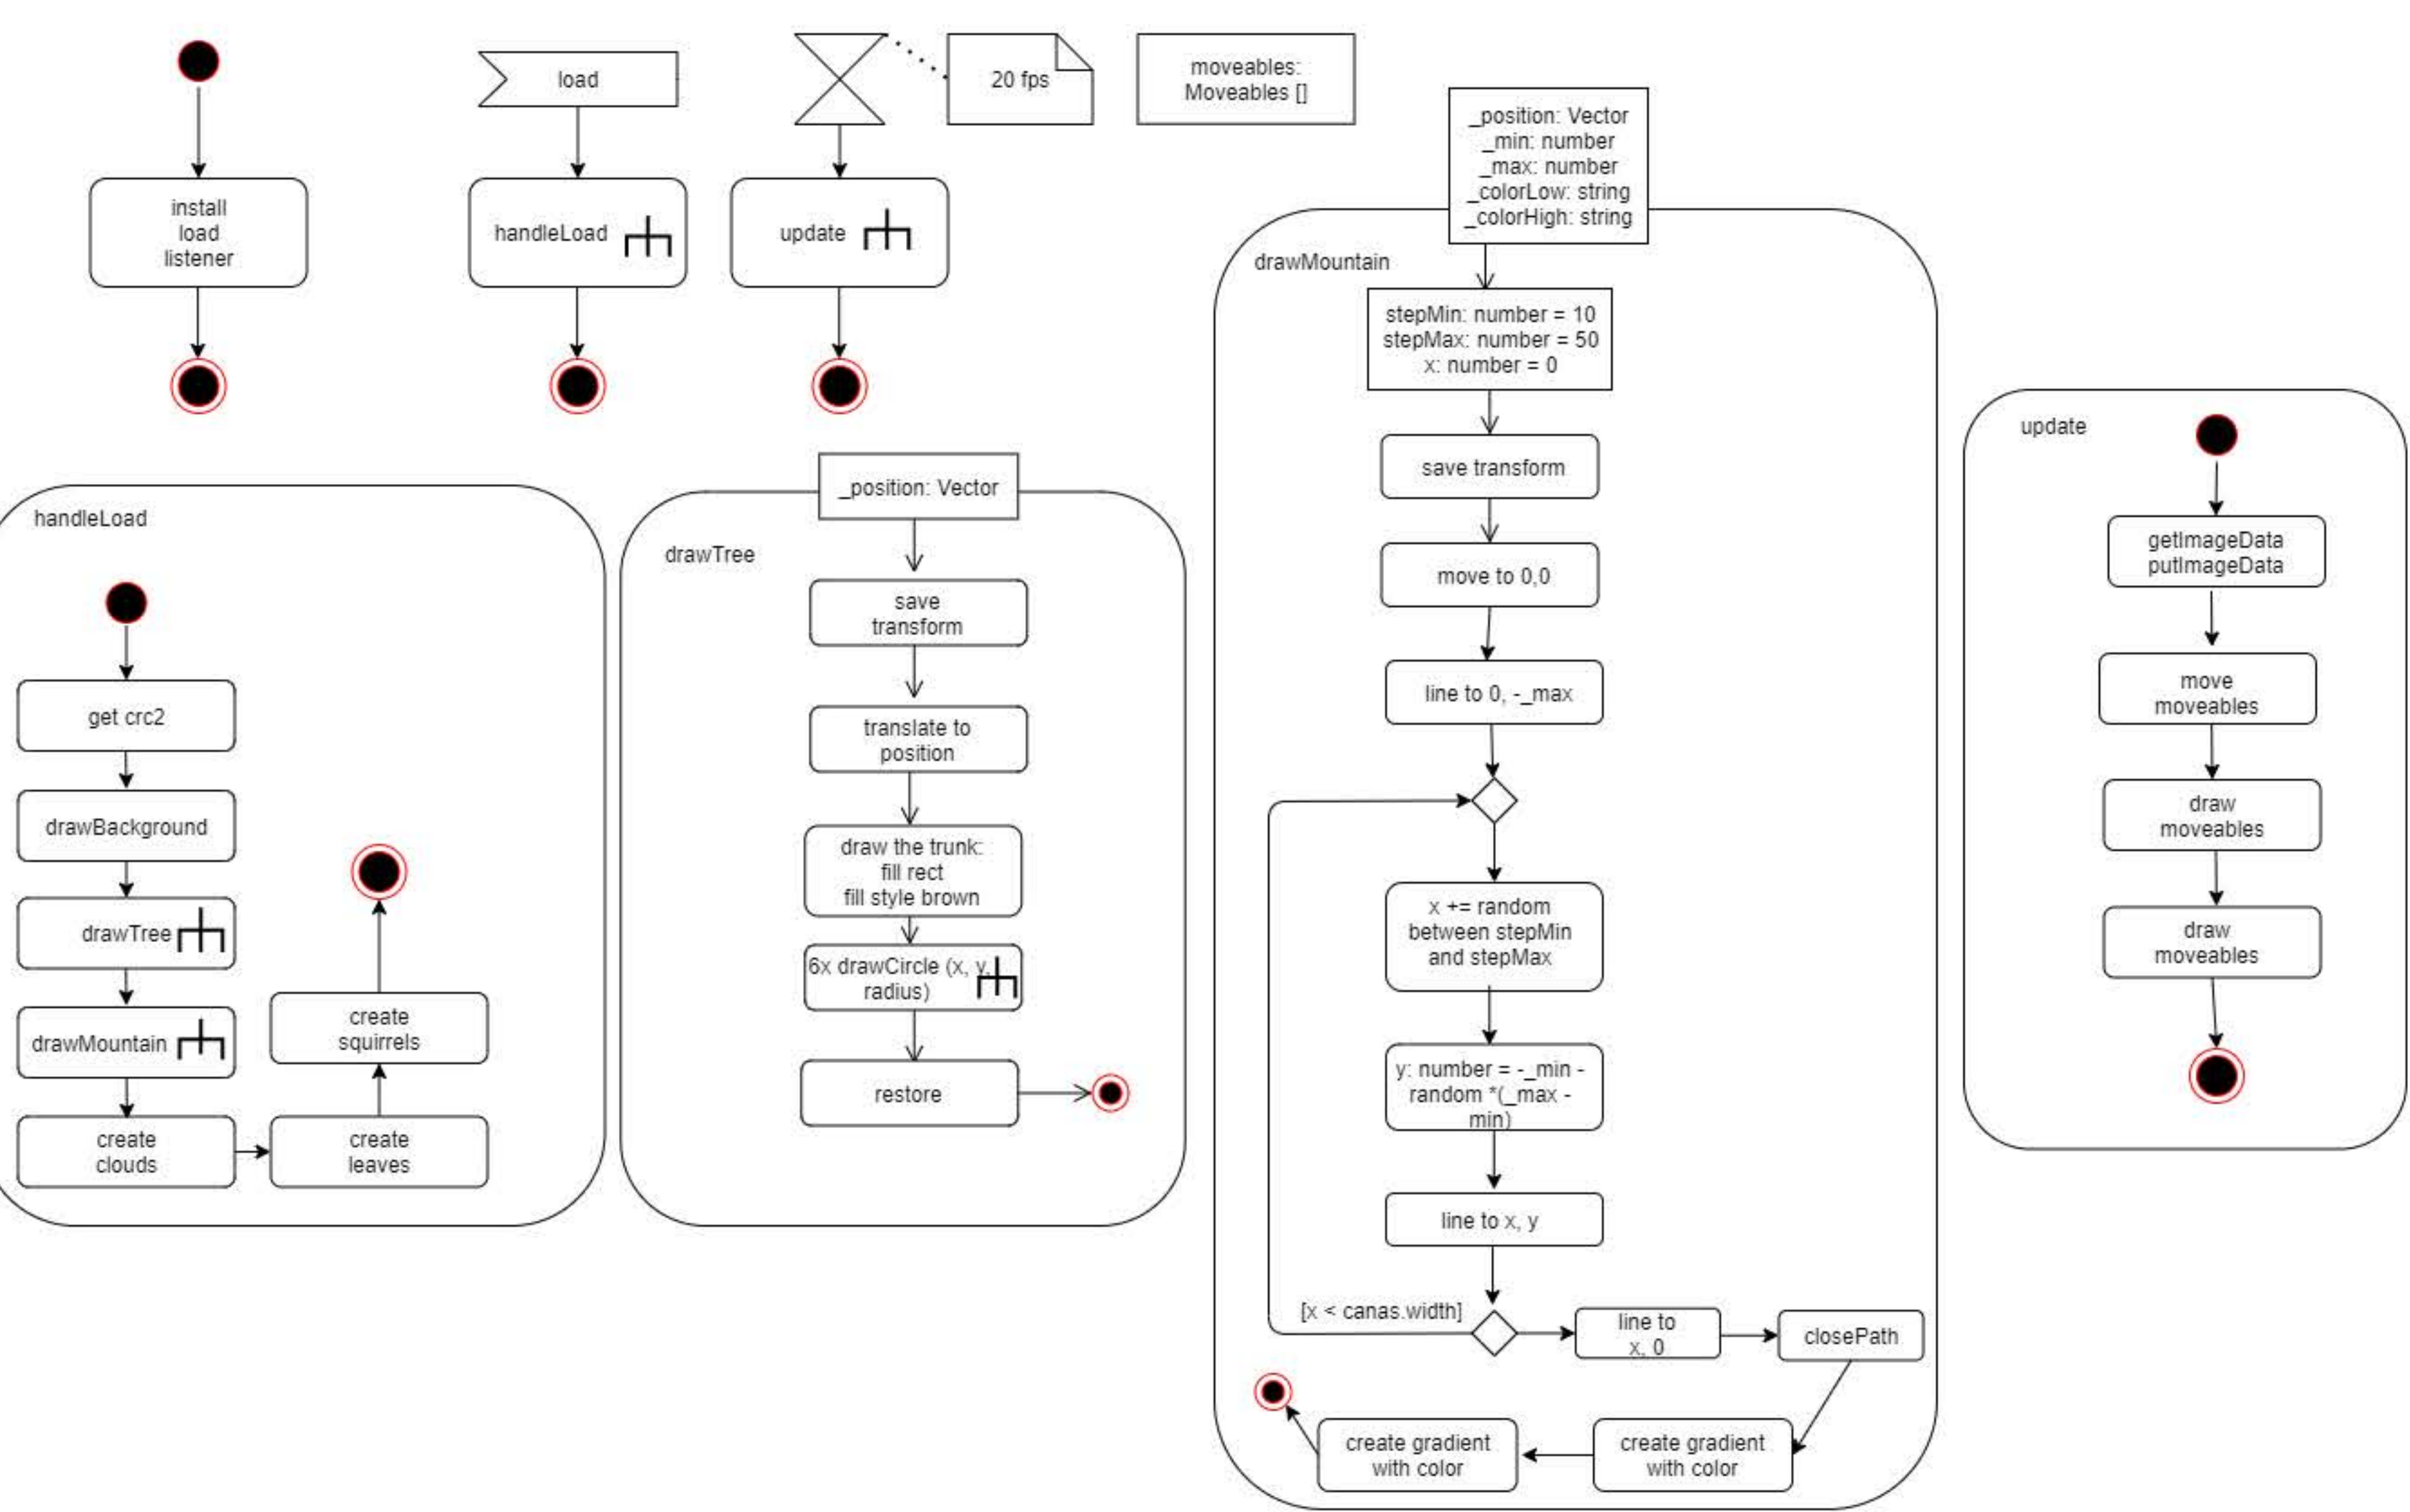 load
20 fps
moveables:
Moveables []
install
load
listener
handleLoad
update
_position: Vector
_min: number
_max: number
_colorLow: string
_colorHigh: string
drawMountain
stepMin: number = 10
stepMax: number = 50
x: number = 0
save transform
move to 0,0
line to 0, -_max
x += random
between stepMin
and stepMax
y: number = -_min -
random *(_max -
min)
line to x, y
[x < canas.width]
line to
x, 0
closePath
create gradient
with color
create gradient
with color
handleLoad
get crc2
drawBackground
drawTree
drawMountain
create
clouds
create
leaves
create
squirrels
_position: Vector
drawTree
save
transform
translate to
position
draw the trunk:
fill rect
fill style brown
6x drawCircle (x, y,
radius)
restore
update
getImageData
putImageData
move
moveables
draw
moveables
draw
moveables